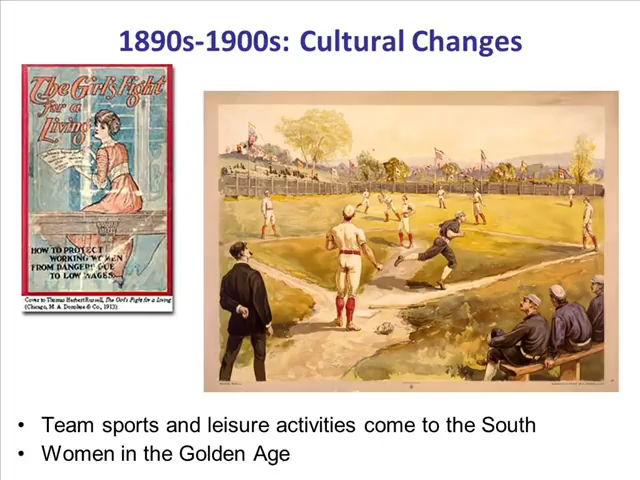 1890s-1900s: Cultural Changes
The Girl's Fight
for a
Living
HOW TO PROTECT
WORKING WOMEN
FROM DANGERS DUE
TO LOW WAGES
Cover to Thomas Herbert Russell, The Girl's Fight for a Living
(Chicago, M. A. Donahue & Co., 1913)
• Team sports and leisure activities come to the South
• Women in the Golden Age